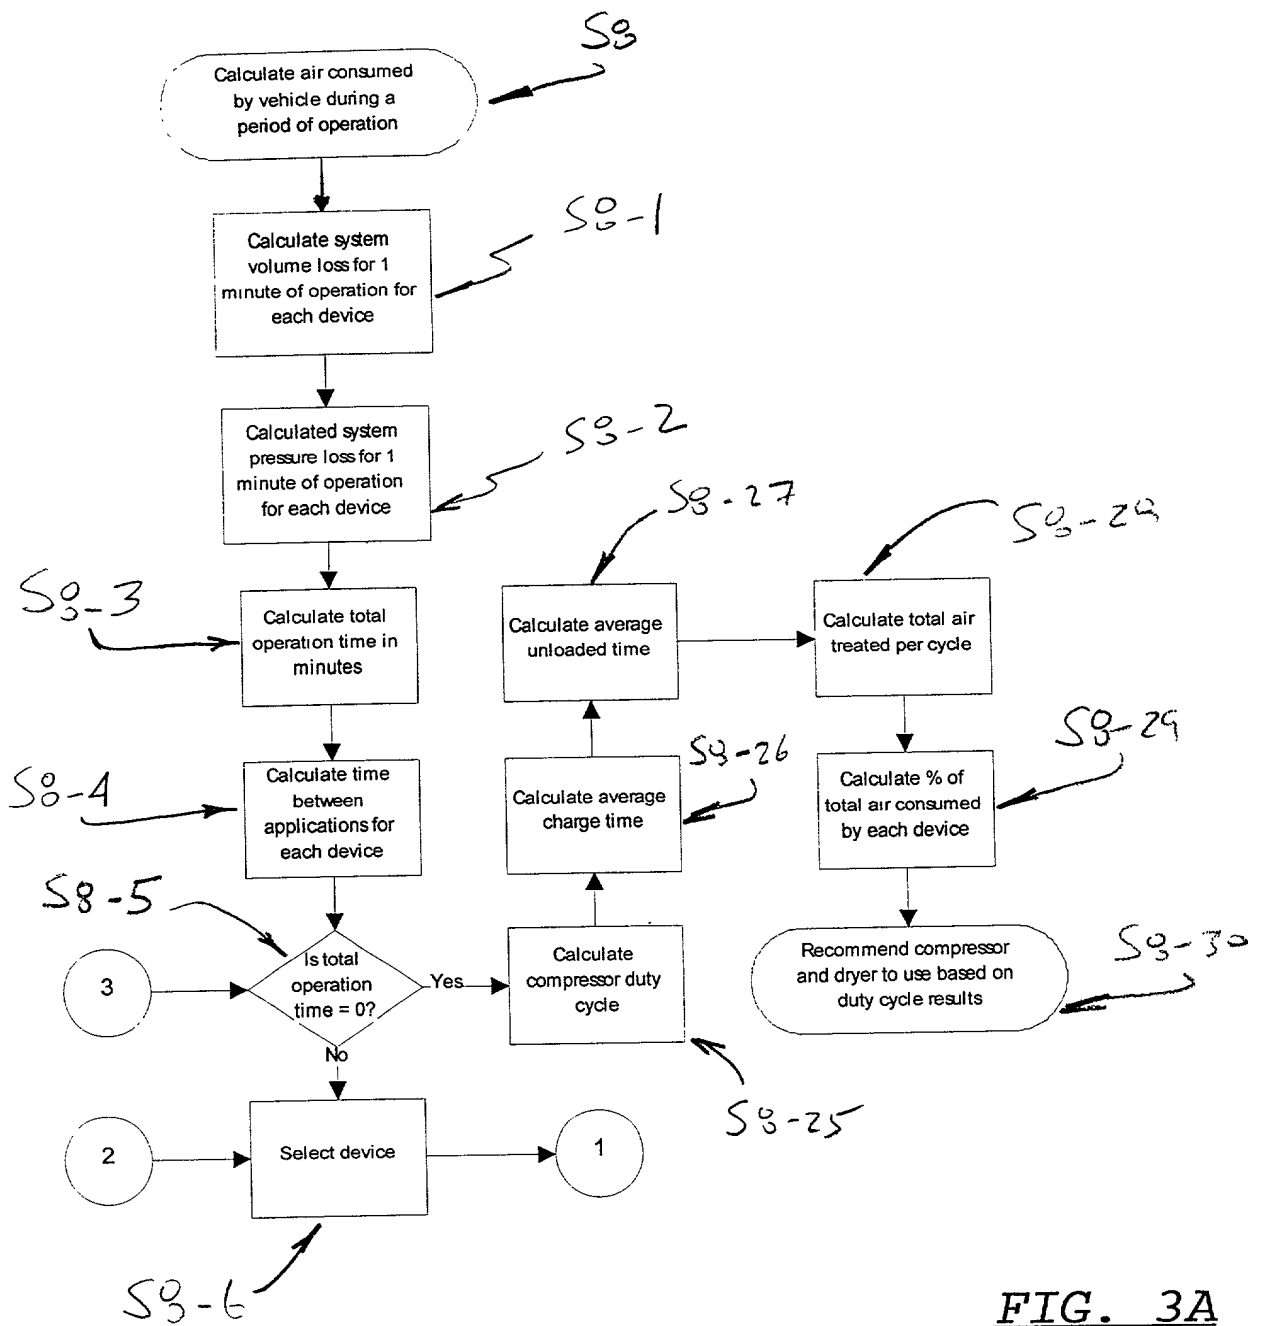 S8
Calculate air consumed
by vehicle during a
period of operation
S8-1
Calculate system
volume loss for 1
minute of operation for
each device
S8-2
Calculated system
pressure loss for 1
minute of operation
for each device
S8-3
Calculate total
operation time in
minutes
S8-4
Calculate time
between
applications for
each device
S8-5
3
Is total
operation
time = 0?
Yes
No
2
Select device
1
S8-6
S8-25
Calculate
compressor duty
cycle
S8-26
Calculate average
charge time
S8-27
Calculate average
unloaded time
Calculate total air
treated per cycle
S8-29
Calculate % of
total air consumed
by each device
S8-30
Recommend compressor
and dryer to use based on
duty cycle results
FIG. 3A